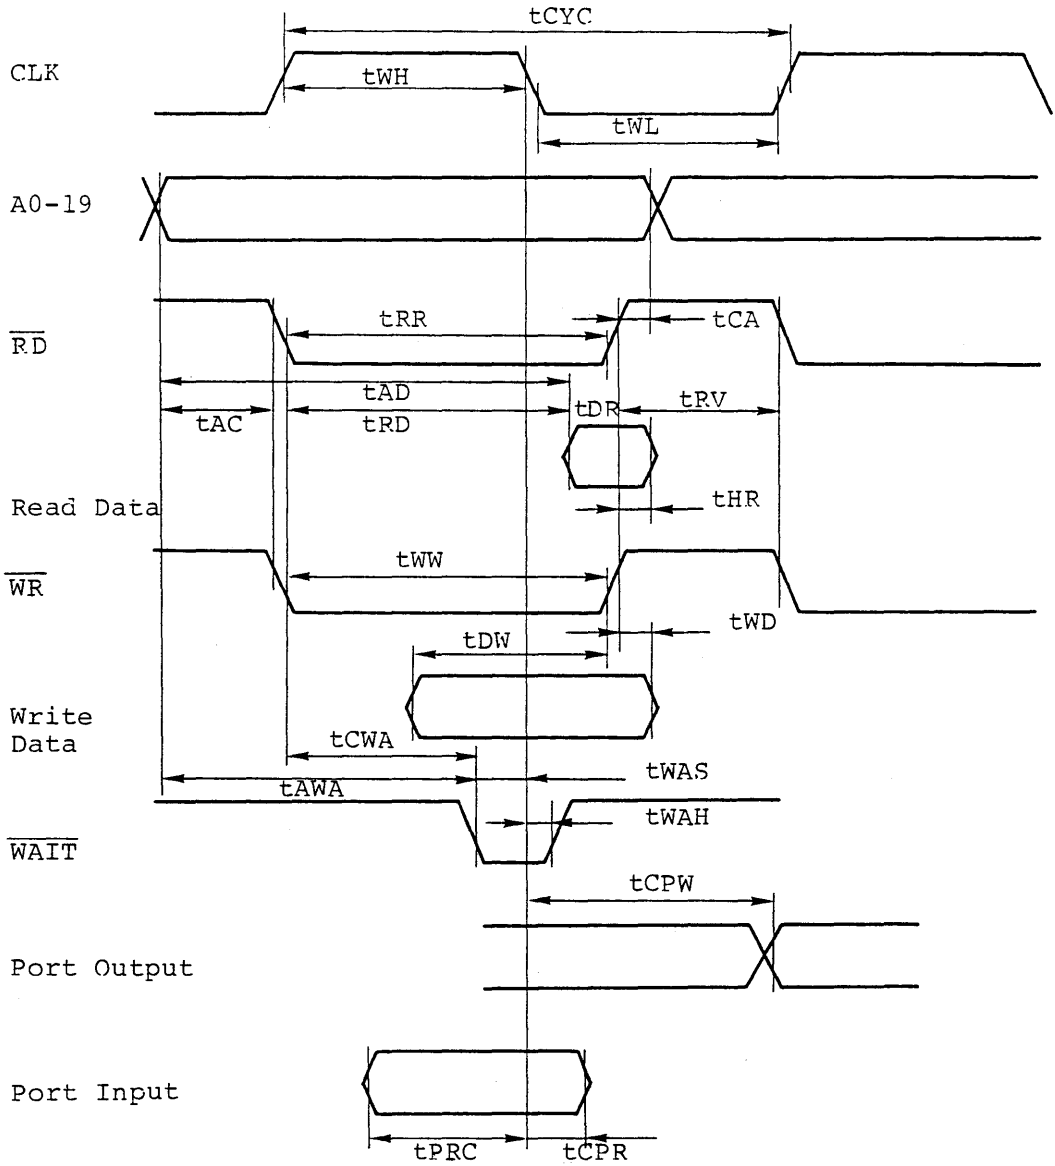 tCYC
CLK
tWH
tWL
A0-19
tRR
tCA
RD
tAD
tRV
tAC
tRD
tDR
tHR
Read Data
tWW
WR
tWD
tDW
Write
Data
tCWA
tWAS
tAWA
tWAH
WAIT
tCPW
Port Output
Port Input
tPRC
tCPR